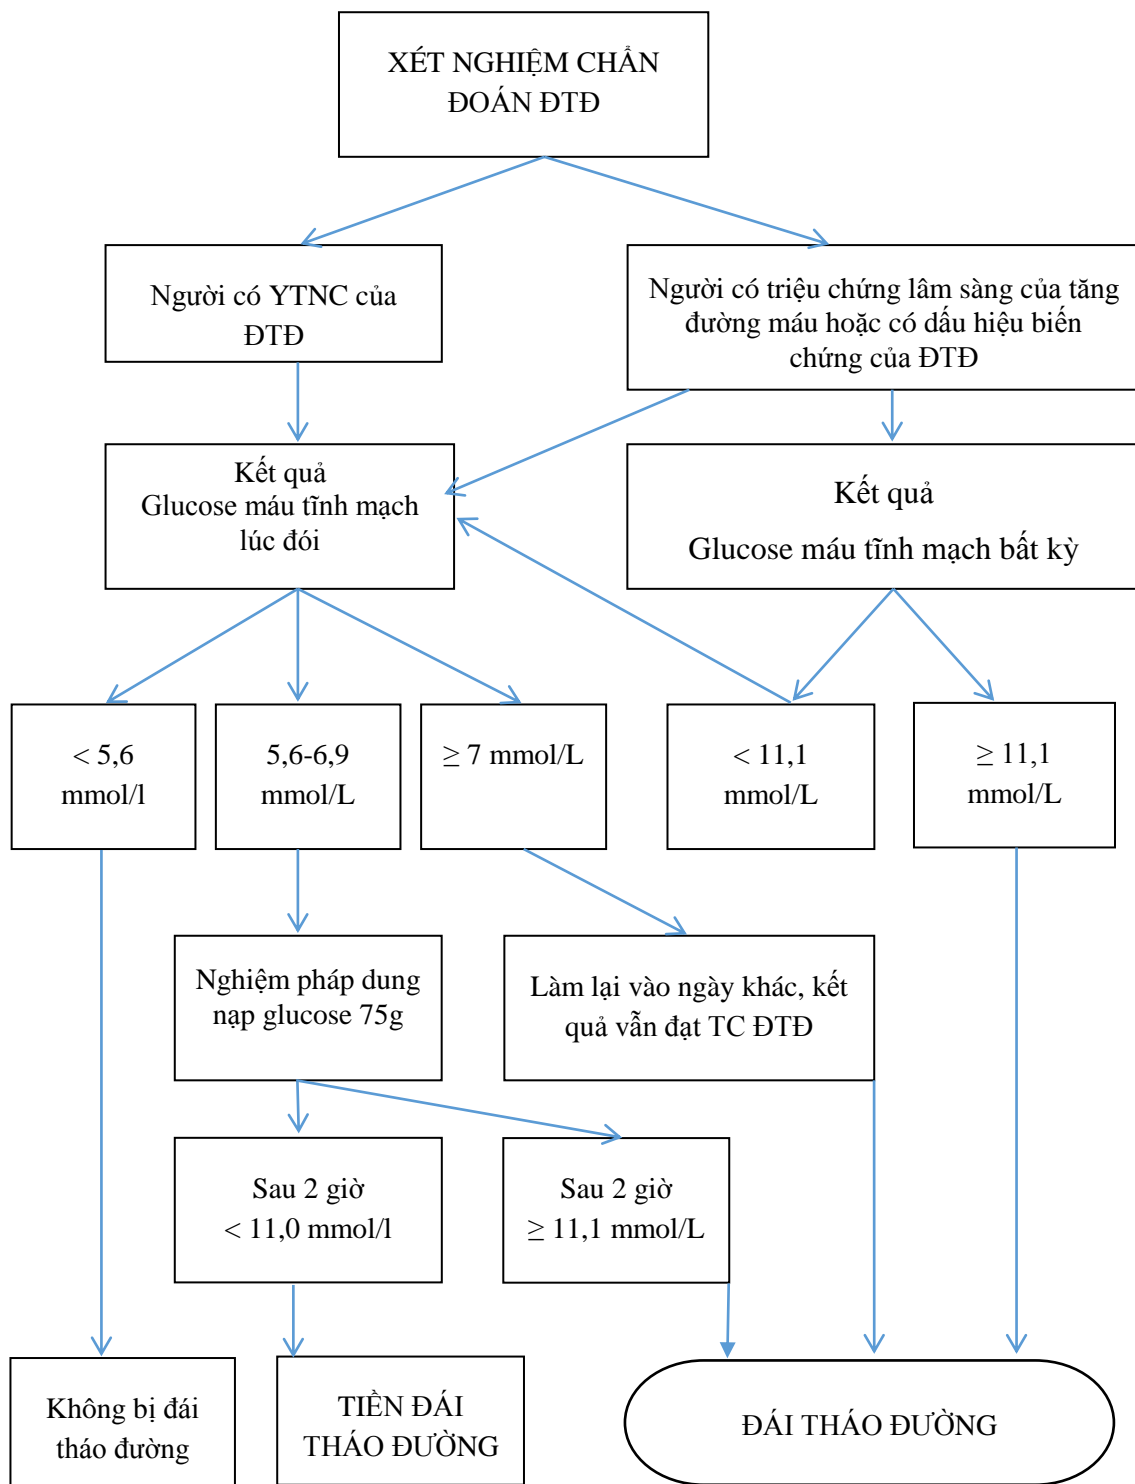 XÉT NGHIỆM CHẨN
ĐOÁN ĐTĐ
Người có YTNC của
ĐTĐ
Người có triệu chứng lâm sàng của tăng
đường máu hoặc có dấu hiệu biến
chứng của ĐTĐ
Kết quả
Glucose máu tĩnh mạch
lúc đói
Kết quả
Glucose máu tĩnh mạch bất kỳ
< 5,6
mmol/l
5,6-6,9
mmol/L
≥ 7 mmol/L
< 11,1
mmol/L
≥ 11,1
mmol/L
Nghiệm pháp dung
nạp glucose 75g
Làm lại vào ngày khác, kết
quả vẫn đạt TC ĐTĐ
Sau 2 giờ
< 11,0 mmol/l
Sau 2 giờ
≥ 11,1 mmol/L
Không bị đái
tháo đường
TIỀN ĐÁI
THÁO ĐƯỜNG
ĐÁI THÁO ĐƯỜNG